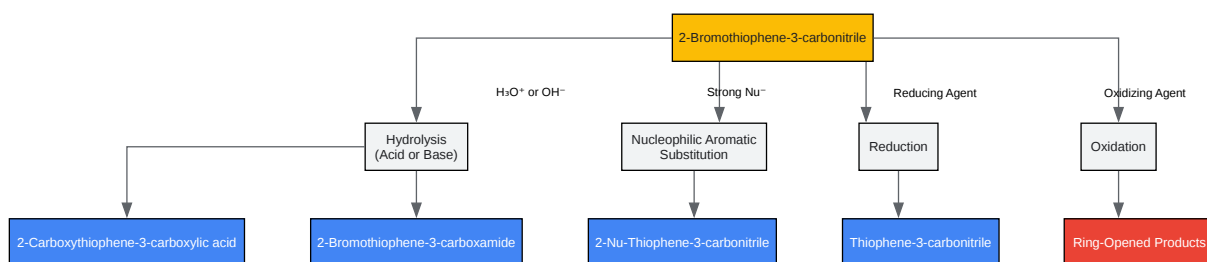 2-Bromothiophene-3-carbonitrile
H₃O⁺ or OH⁻
Strong Nu⁻
Reducing Agent
Oxidizing Agent
Hydrolysis
(Acid or Base)
Nucleophilic Aromatic
Substitution
Reduction
Oxidation
2-Carboxythiophene-3-carboxylic acid
2-Bromothiophene-3-carboxamide
2-Nu-Thiophene-3-carbonitrile
Thiophene-3-carbonitrile
Ring-Opened Products